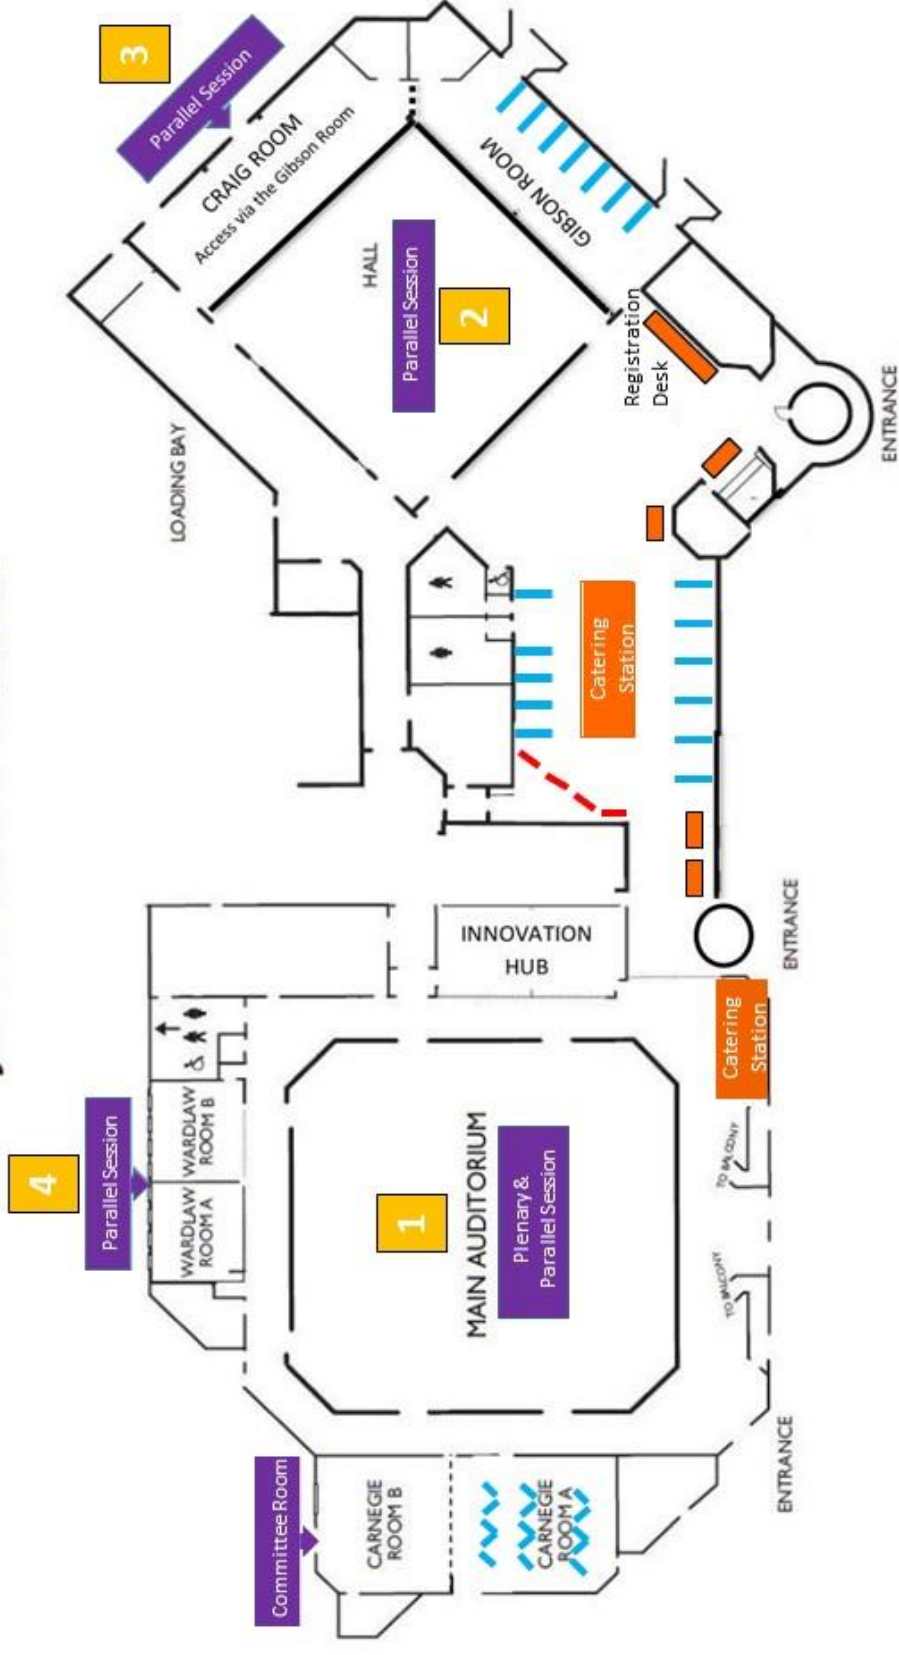 4
Parallel Session
WARDLAW
ROOM A
WARDLAW
ROOM B
Committee Room
CARNEGIE
ROOM B
CARNEGIE
ROOM A
1
MAIN AUDITORIUM
Plenary &
Parallel Session
INNOVATION
HUB
TO BALCONY
TO BALCONY
Catering
Station
ENTRANCE
ENTRANCE
Catering
Station
LOADING BAY
3
Parallel Session
CRAIG ROOM
Access via the Gibson Room
HALL
Parallel Session
2
GIBSON ROOM
Registration
Desk
ENTRANCE